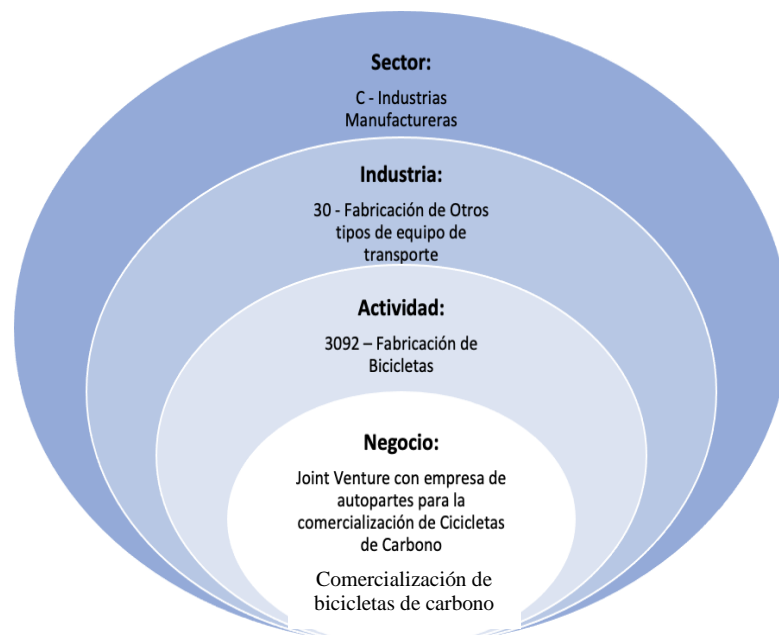 Sector:
C - Industrias
Manufactureras
Industria:
30 - Fabricación de Otros
tipos de equipo de
transporte
Actividad:
3092 – Fabricación de
Bicicletas
Negocio:
Joint Venture con empresa de
autopartes para la
comercialización de Cicicletas
de Carbono
Comercialización de
bicicletas de carbono